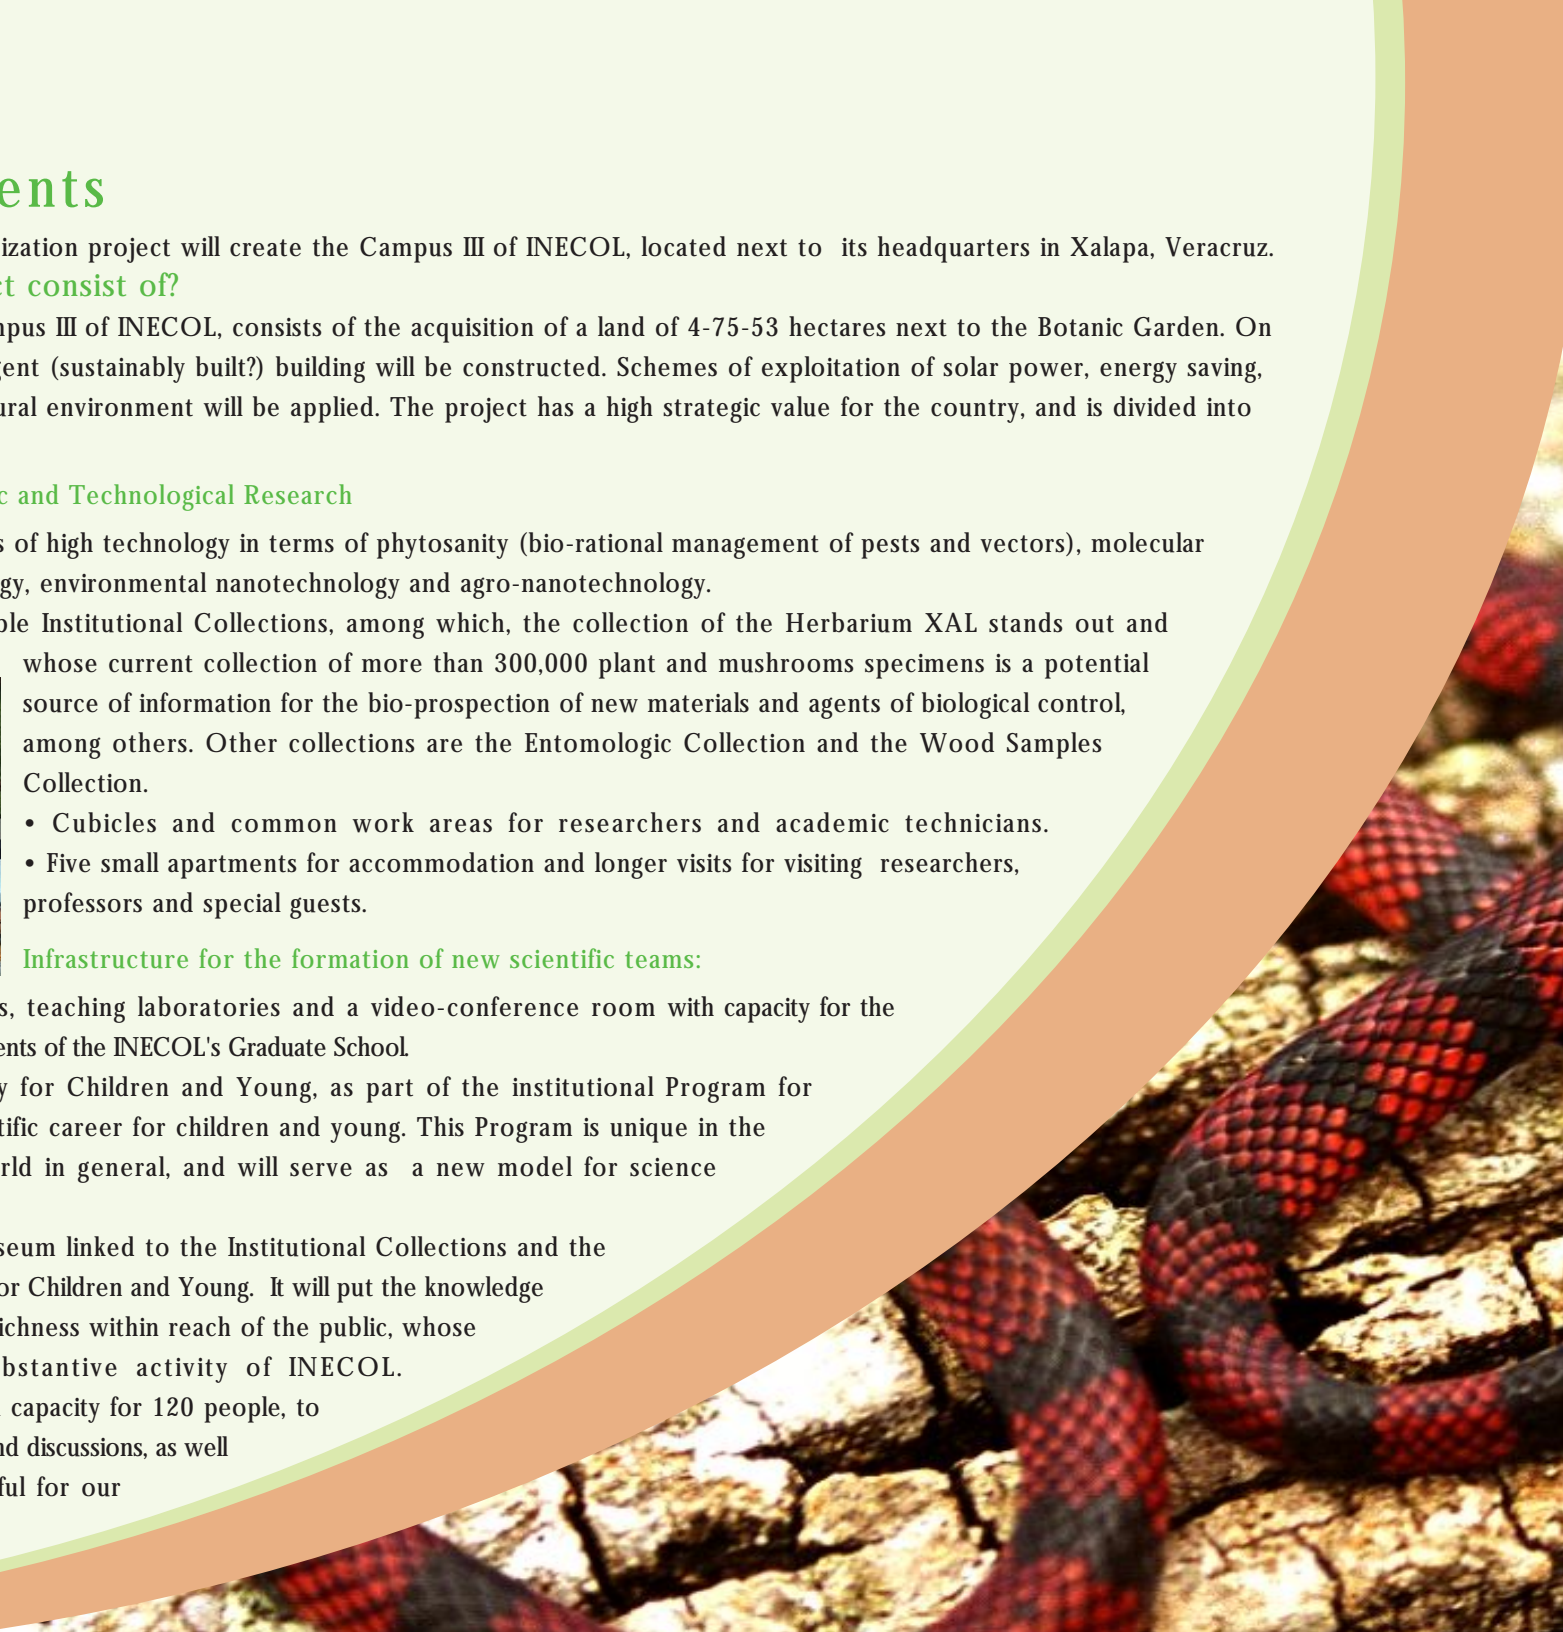 ents
ization project will create the Campus III of INECOL, located next to its headquarters in Xalapa, Veracruz.
ct consist of?
mpus III of INECOL, consists of the acquisition of a land of 4-75-53 hectares next to the Botanic Garden. On
gent (sustainably built?) building will be constructed. Schemes of exploitation of solar power, energy saving,
ural environment will be applied. The project has a high strategic value for the country, and is divided into
c and Technological Research
s of high technology in terms of phytosanity (bio-rational management of pests and vectors), molecular
gy, environmental nanotechnology and agro-nanotechnology.
ble Institutional Collections, among which, the collection of the Herbarium XAL stands out and
whose current collection of more than 300,000 plant and mushrooms specimens is a potential
source of information for the bio-prospection of new materials and agents of biological control,
among others. Other collections are the Entomologic Collection and the Wood Samples
Collection.
• Cubicles and common work areas for researchers and academic technicians.
• Five small apartments for accommodation and longer visits for visiting researchers,
professors and special guests.
Infrastructure for the formation of new scientific teams:
s, teaching laboratories and a video-conference room with capacity for the
ents of the INECOL's Graduate School.
y for Children and Young, as part of the institutional Program for
tific career for children and young. This Program is unique in the
rld in general, and will serve as a new model for science
seum linked to the Institutional Collections and the
or Children and Young. It will put the knowledge
ichness within reach of the public, whose
bstantive activity of INECOL.
capacity for 120 people, to
nd discussions, as well
ful for our